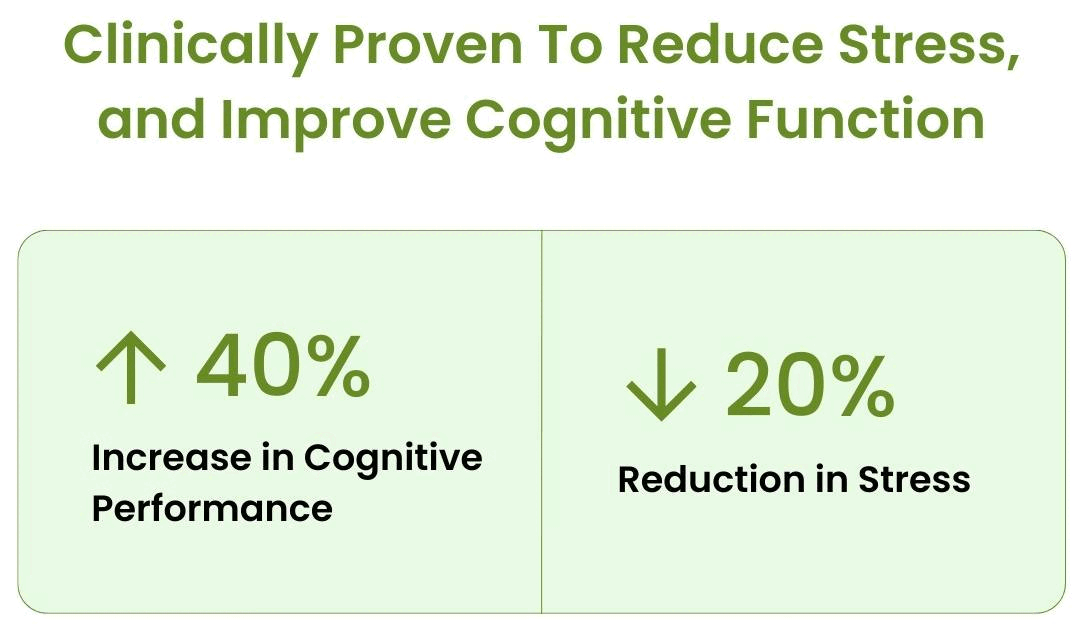 Clinically Proven To Reduce Stress,
and Improve Cognitive Function
↑ 40%
Increase in Cognitive
Performance
↓ 20%
Reduction in Stress